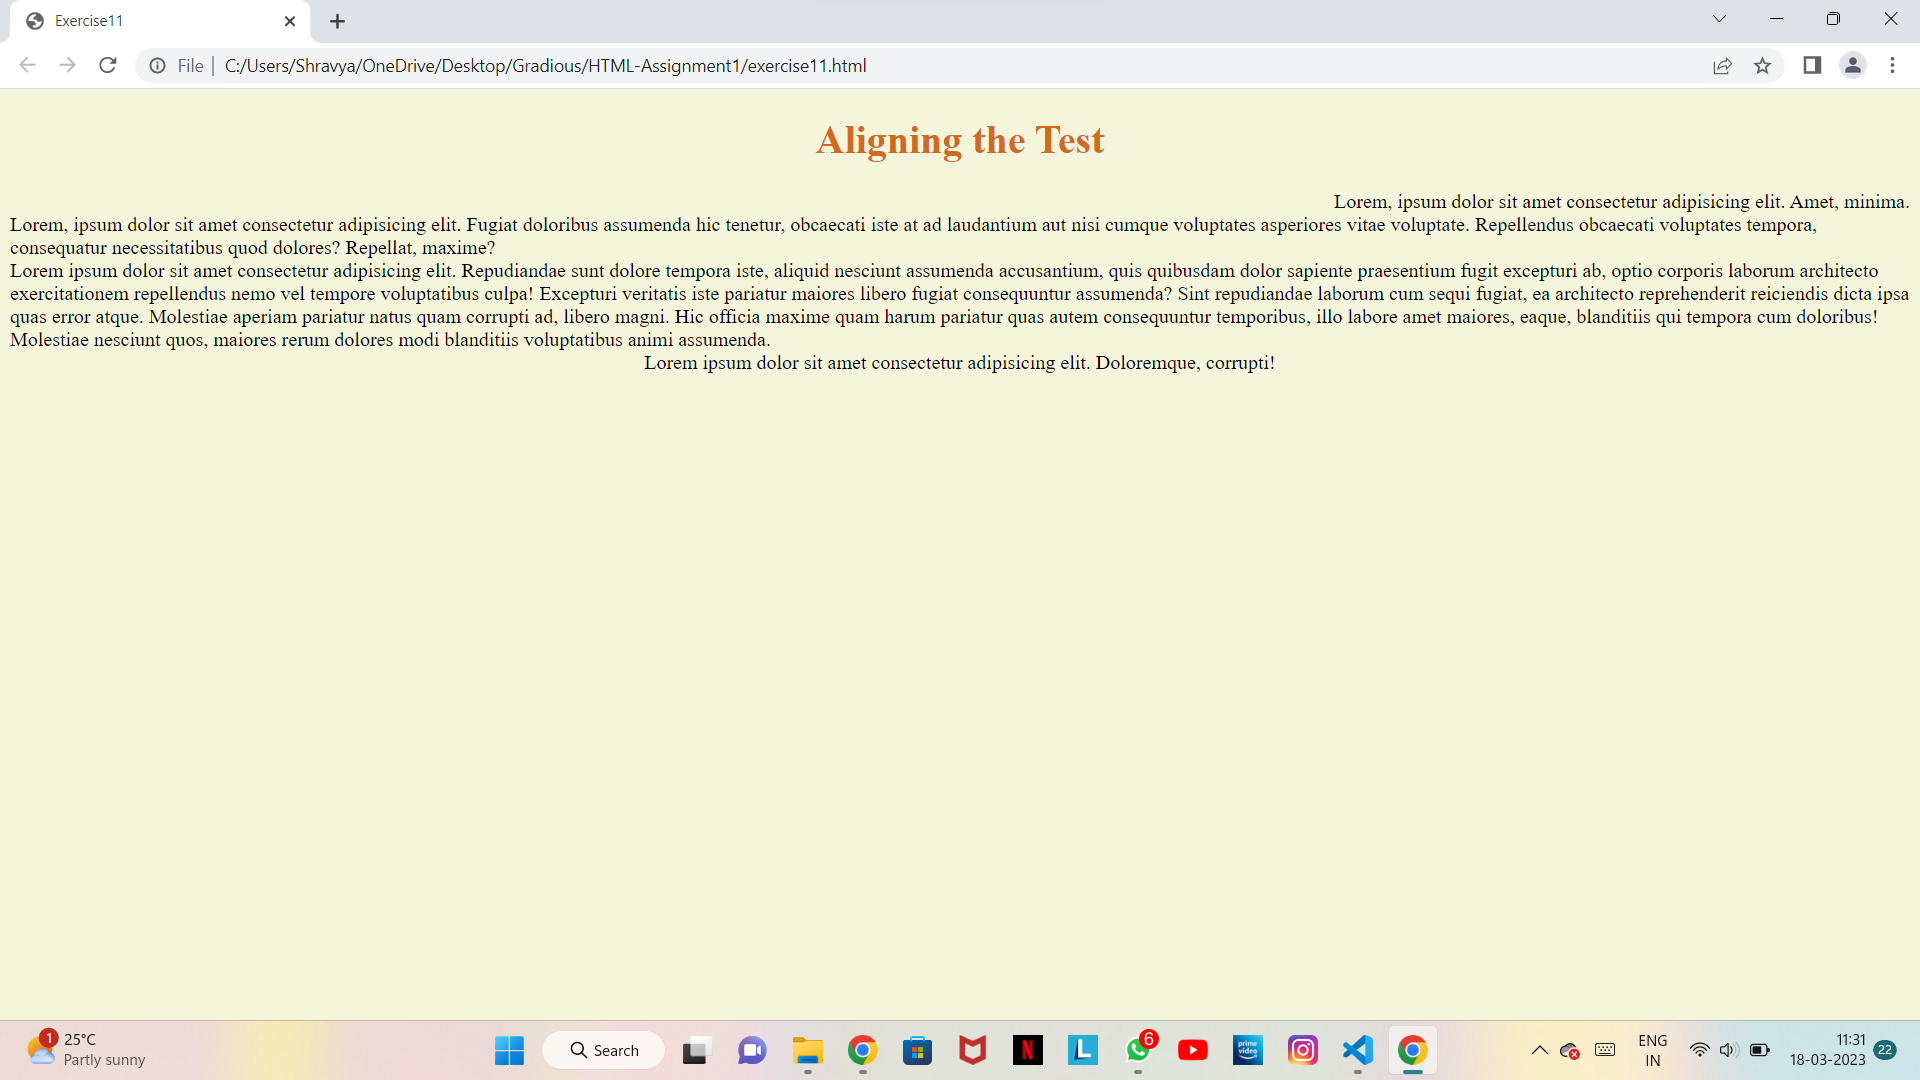 Exercise11
File | C:/Users/Shravya/OneDrive/Desktop/Gradious/HTML-Assignment1/exercise11.html
Aligning the Test
Lorem, ipsum dolor sit amet consectetur adipisicing elit. Amet, minima.
Lorem, ipsum dolor sit amet consectetur adipisicing elit. Fugiat doloribus assumenda hic tenetur, obcaecati iste at ad laudantium aut nisi cumque voluptates asperiores vitae voluptate. Repellendus obcaecati voluptates tempora,
consequatur necessitatibus quod dolores? Repellat, maxime?
Lorem ipsum dolor sit amet consectetur adipisicing elit. Repudiandae sunt dolore tempora iste, aliquid nesciunt assumenda accusantium, quis quibusdam dolor sapiente praesentium fugit excepturi ab, optio corporis laborum architecto
exercitationem repellendus nemo vel tempore voluptatibus culpa! Excepturi veritatis iste pariatur maiores libero fugiat consequuntur assumenda? Sint repudiandae laborum cum sequi fugiat, ea architecto reprehenderit reiciendis dicta ipsa
quas error atque. Molestiae aperiam pariatur natus quam corrupti ad, libero magni. Hic officia maxime quam harum pariatur quas autem consequuntur temporibus, illo labore amet maiores, eaque, blanditiis qui tempora cum doloribus!
Molestiae nesciunt quos, maiores rerum dolores modi blanditiis voluptatibus animi assumenda.
Lorem ipsum dolor sit amet consectetur adipisicing elit. Doloremque, corrupti!
1
25°C
Partly sunny
Search
N
L
6
prime
video
ENG
IN
11:31
18-03-2023
22